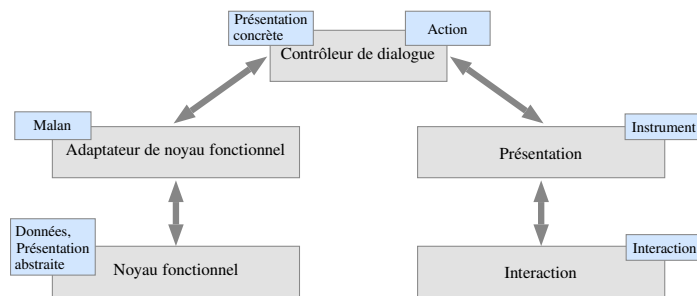 Présentation
concrète
Action
Contrôleur de dialogue
Malan
Instrument
Adaptateur de noyau fonctionnel
Présentation
Données,
Présentation
abstraite
Interaction
Noyau fonctionnel
Interaction